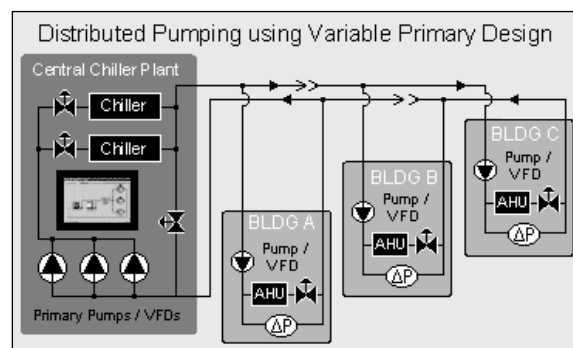 Distributed Pumping using Variable Primary Design
Central Chiller Plant
Chiller
Chiller
Primary Pumps / VFDs
BLDG A
Pump /
VFD
AHU
ΔP
BLDG B
Pump /
VFD
AHU
ΔP
BLDG C
Pump /
VFD
AHU
ΔP